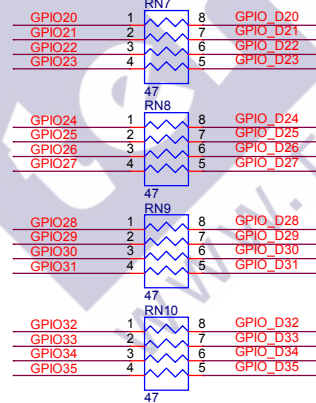 RN7
GPIO20 1 8 GPIO_D20
GPIO21 2 7 GPIO_D21
GPIO22 3 6 GPIO_D22
GPIO23 4 5 GPIO_D23
47
RN8
GPIO24 1 8 GPIO_D24
GPIO25 2 7 GPIO_D25
GPIO26 3 6 GPIO_D26
GPIO27 4 5 GPIO_D27
47
RN9
GPIO28 1 8 GPIO_D28
GPIO29 2 7 GPIO_D29
GPIO30 3 6 GPIO_D30
GPIO31 4 5 GPIO_D31
47
RN10
GPIO32 1 8 GPIO_D32
GPIO33 2 7 GPIO_D33
GPIO34 3 6 GPIO_D34
GPIO35 4 5 GPIO_D35
47